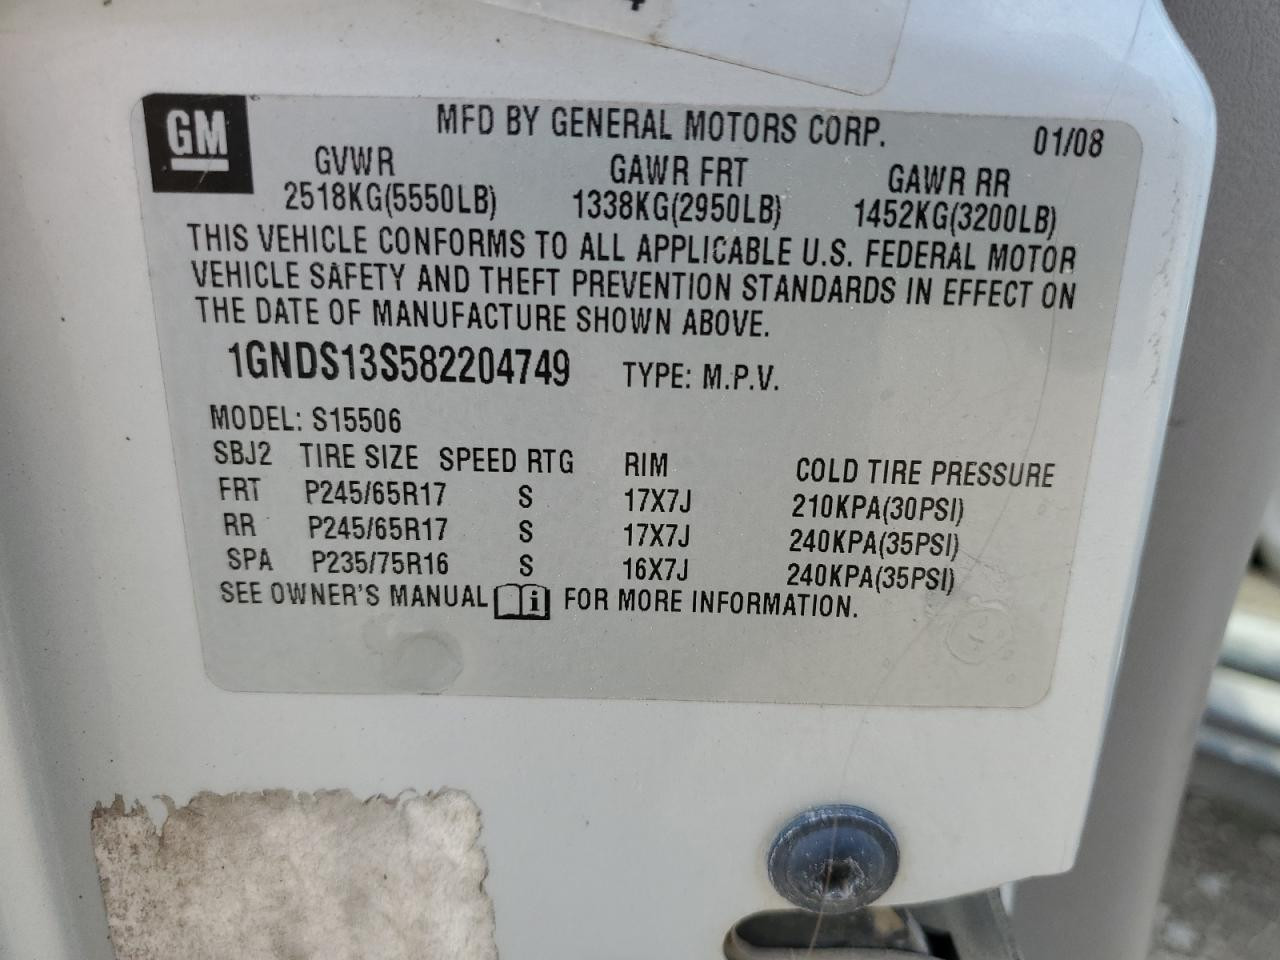 GM
MFD BY GENERAL MOTORS CORP. 01/08
GVWR GAWR FRT GAWR RR
2518KG(5550LB) 1338KG(2950LB) 1452KG(3200LB)
THIS VEHICLE CONFORMS TO ALL APPLICABLE U.S. FEDERAL MOTOR
VEHICLE SAFETY AND THEFT PREVENTION STANDARDS IN EFFECT ON
THE DATE OF MANUFACTURE SHOWN ABOVE.
1GNDS13S582204749 TYPE: M.P.V.
MODEL: S15506
SBJ2 TIRE SIZE SPEED RTG RIM COLD TIRE PRESSURE
FRT P245/65R17 S 17X7J 210KPA(30PSI)
RR P245/65R17 S 17X7J 240KPA(35PSI)
SPA P235/75R16 S 16X7J 240KPA(35PSI)
SEE OWNER'S MANUAL i FOR MORE INFORMATION.